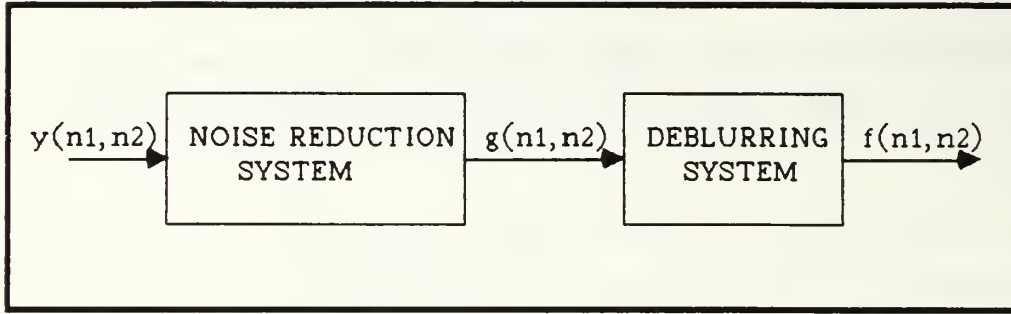 y(n1,n2)
NOISE REDUCTION
SYSTEM
g(n1,n2)
DEBLURRING
SYSTEM
f(n1,n2)